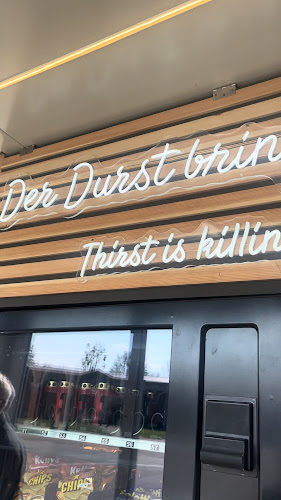 Der Durst brin
Thirst is killin
CHIPS
CHIPS